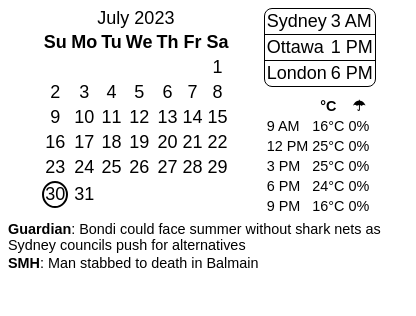 July 2023
Su Mo Tu We Th Fr Sa
1
2 3 4 5 6 7 8
9 10 11 12 13 14 15
16 17 18 19 20 21 22
23 24 25 26 27 28 29
30 31
Sydney 3 AM
Ottawa 1 PM
London 6 PM
°C ☂
9 AM 16°C 0%
12 PM 25°C 0%
3 PM 25°C 0%
6 PM 24°C 0%
9 PM 16°C 0%
Guardian: Bondi could face summer without shark nets as
Sydney councils push for alternatives
SMH: Man stabbed to death in Balmain